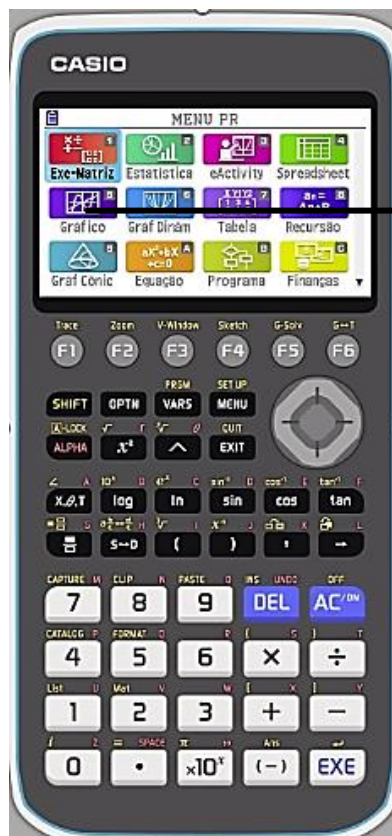 CASIO
MENU PR
Exe-Matriz Estatística eActivity Spreadsheet
Gráfico Graf Dinâm Tabela Recursão
Graf Cónic Equação Programa Finanças
Trace Zoom V-Window Sketch G-Solv G↔T
F1 F2 F3 F4 F5 F6
PRGM SET UP
SHIFT OPTN VARS MENU
A-LOCK QUIT
ALPHA x² ^ EXIT
X,θ,T log ln sin cos tan
S↔D ( ) , →
CAPTURE M CLIP N PASTE O INS UNDO OFF
7 8 9 DEL AC/ON
CATALOG P FORMAT Q R { S } T
4 5 6 × ÷
List U Mat V W [ X ] Y
1 2 3 + −
i Z = SPACE π Ans
0 • ×10ˣ (−) EXE